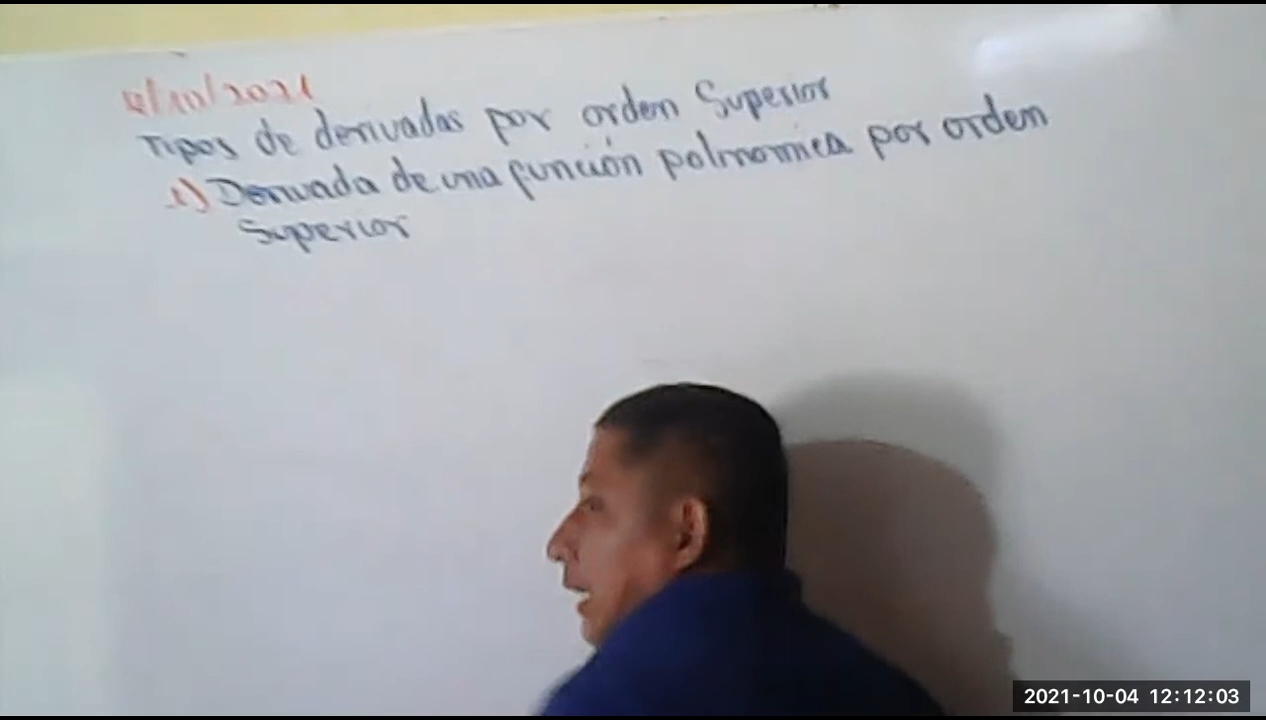 4/10/2021
Tipos de derivadas por orden Superior
1) Derivada de una función polinomica por orden
Superior
2021-10-04 12:12:03